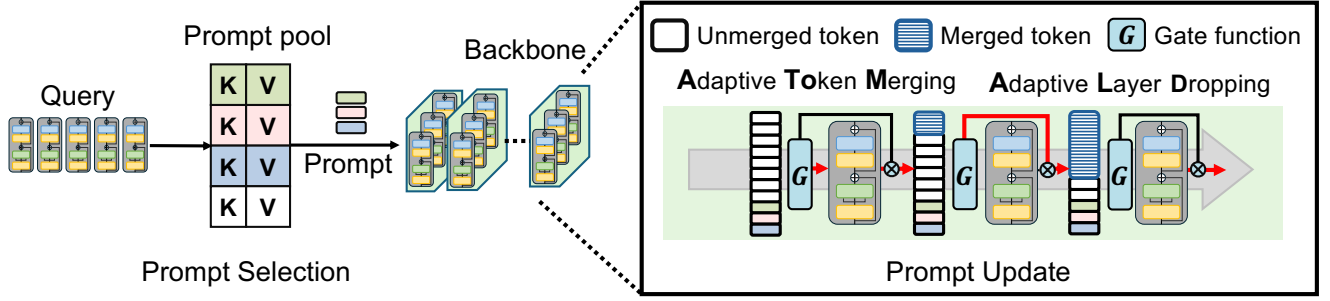 Prompt pool
Query
K V
K V
K V
K V
Prompt
Backbone
Prompt Selection
Unmerged token
Merged token
G Gate function
Adaptive Token Merging
Adaptive Layer Dropping
G
G
G
Prompt Update